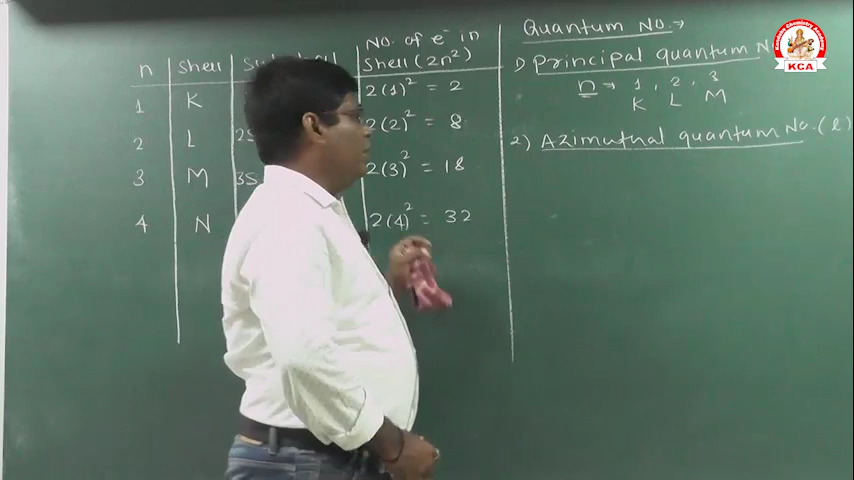 n Shell No. of e⁻ in Shell (2n²)
1 K 2(1)² = 2
2 L 2S 2(2)² = 8
3 M 3S 2(3)² = 18
4 N 2(4)² = 32
Quantum No. →
1) Principal quantum N
n → 1, 2, 3
K L M
2) Azimuthal quantum No. (l)
KCA